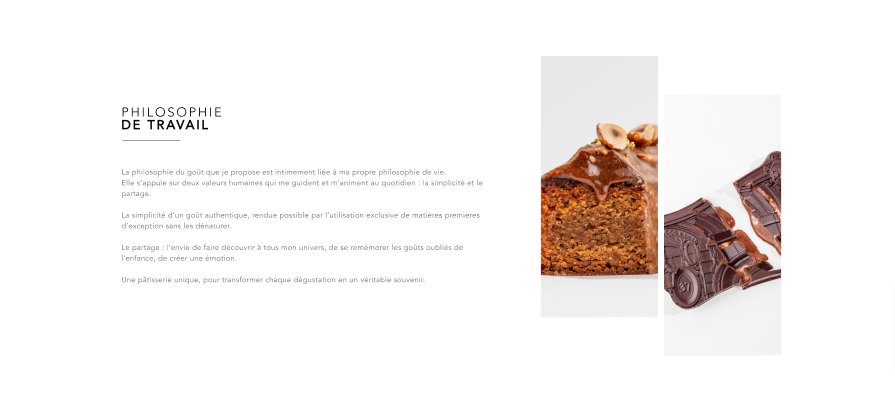 PHILOSOPHIE
DE TRAVAIL
La philosophie du goût que je propose est intimement liée à ma propre philosophie de vie.
Elle s'appuie sur deux valeurs humaines qui me guident et m'animent au quotidien : la simplicité et le
partage.
La simplicité d'un goût authentique, rendue possible par l'utilisation exclusive de matières premières
d'exception sans les dénaturer.
Le partage : l'envie de faire découvrir à tous mon univers, de se remémorer les goûts oubliés de
l'enfance, de créer une émotion.
Une pâtisserie unique, pour transformer chaque dégustation en un véritable souvenir.